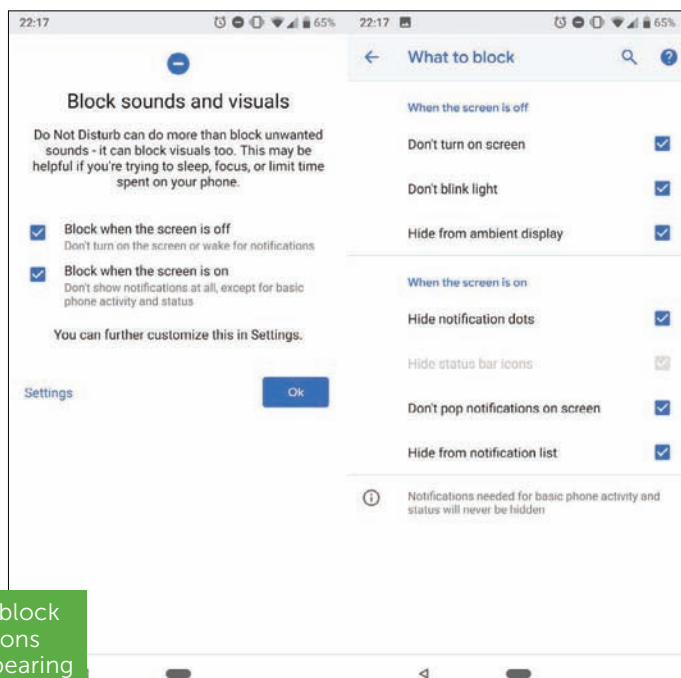 22:17
65%
Block sounds and visuals
Do Not Disturb can do more than block unwanted
sounds - it can block visuals too. This may be
helpful if you're trying to sleep, focus, or limit time
spent on your phone.
Block when the screen is off
Don't turn on the screen or wake for notifications
Block when the screen is on
Don't show notifications at all, except for basic
phone activity and status
You can further customize this in Settings.
Settings
Ok
block
ons
earing
22:17
65%
What to block
When the screen is off
Don't turn on screen
Don't blink light
Hide from ambient display
When the screen is on
Hide notification dots
Hide status bar icons
Don't pop notifications on screen
Hide from notification list
Notifications needed for basic phone activity and
status will never be hidden